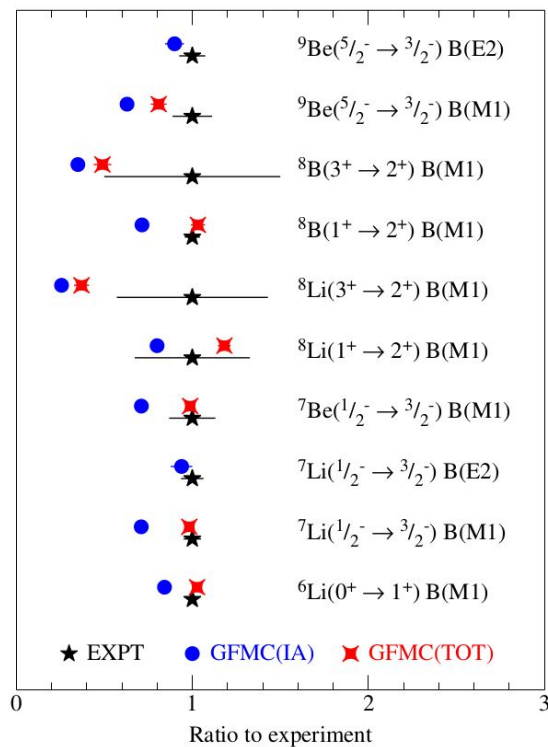 ⁹Be(⁵/₂⁻ → ³/₂⁻) B(E2)
⁹Be(⁵/₂⁻ → ³/₂⁻) B(M1)
⁸B(3⁺ → 2⁺) B(M1)
⁸B(1⁺ → 2⁺) B(M1)
⁸Li(3⁺ → 2⁺) B(M1)
⁸Li(1⁺ → 2⁺) B(M1)
⁷Be(¹/₂⁻ → ³/₂⁻) B(M1)
⁷Li(¹/₂⁻ → ³/₂⁻) B(E2)
⁷Li(¹/₂⁻ → ³/₂⁻) B(M1)
⁶Li(0⁺ → 1⁺) B(M1)
EXPT GFMC(IA) GFMC(TOT)
0 1 2 3
Ratio to experiment